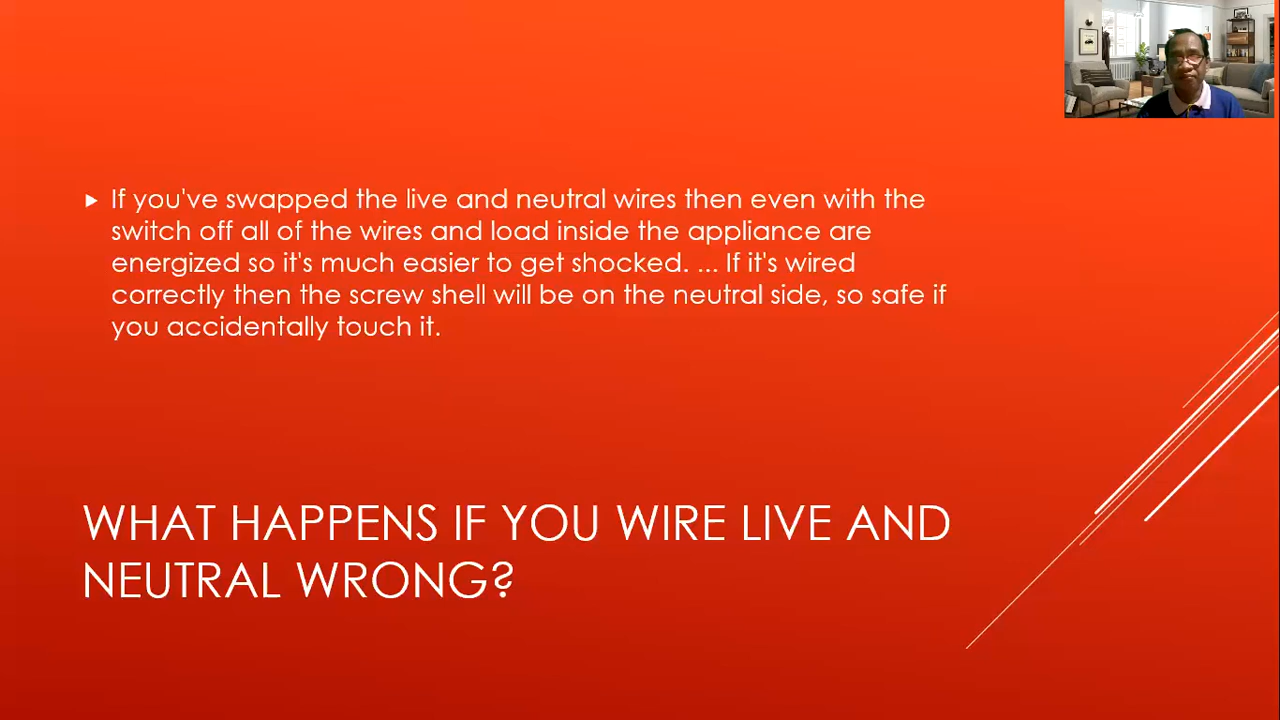 If you've swapped the live and neutral wires then even with the
switch off all of the wires and load inside the appliance are
energized so it's much easier to get shocked. ... If it's wired
correctly then the screw shell will be on the neutral side, so safe if
you accidentally touch it.
WHAT HAPPENS IF YOU WIRE LIVE AND
NEUTRAL WRONG?